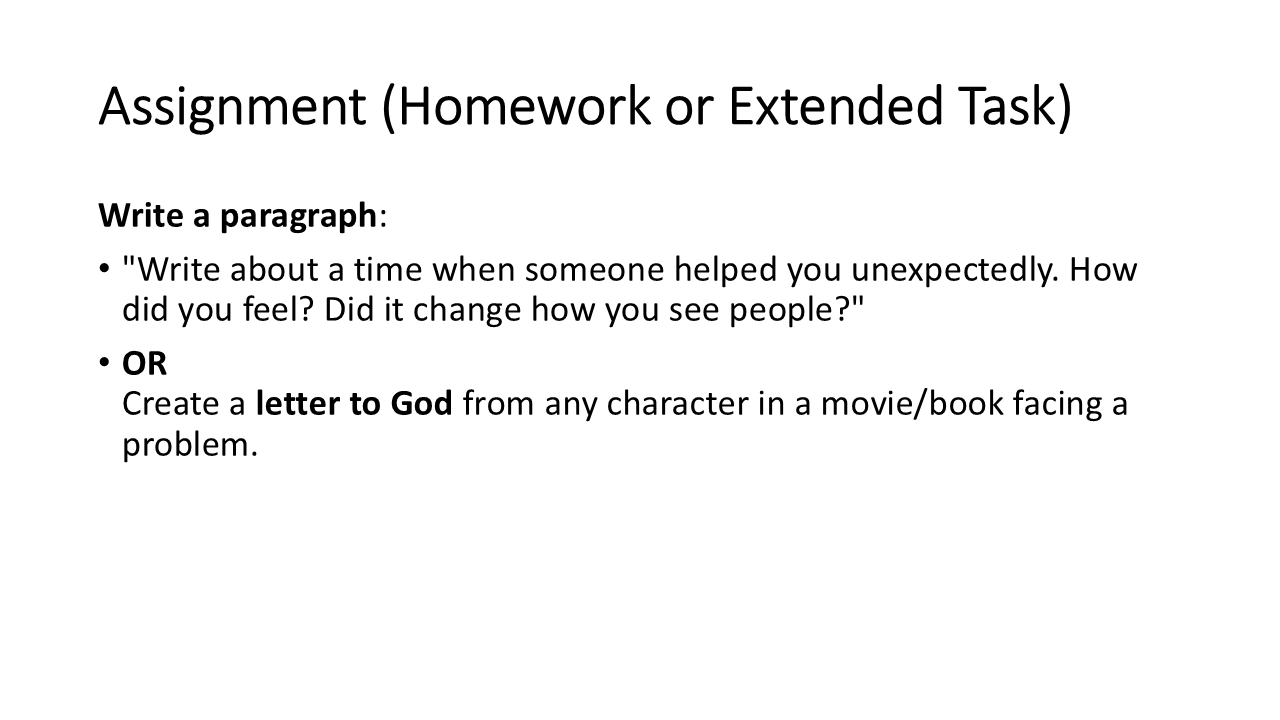 Assignment (Homework or Extended Task)
Write a paragraph:
• "Write about a time when someone helped you unexpectedly. How
did you feel? Did it change how you see people?"
• OR
Create a letter to God from any character in a movie/book facing a
problem.